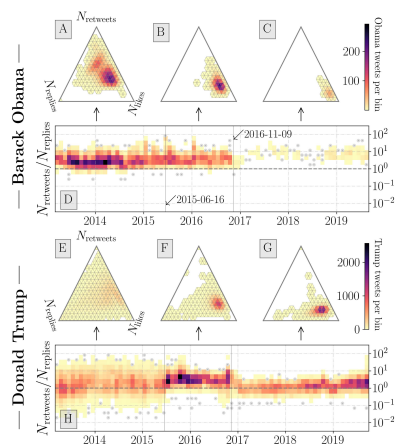 — Barack Obama —
A
B
C
N_retweets
N_replies
N_likes
200
100
Obama tweets per bin
N_retweets/N_replies
D
2016-11-09
2015-06-16
10^2
10^1
10^0
10^-1
10^-2
2014 2015 2016 2017 2018 2019
— Donald Trump —
E
F
G
N_retweets
N_replies
N_likes
2000
1000
0
Trump tweets per bin
N_retweets/N_replies
H
10^2
10^1
10^0
10^-1
10^-2
2014 2015 2016 2017 2018 2019